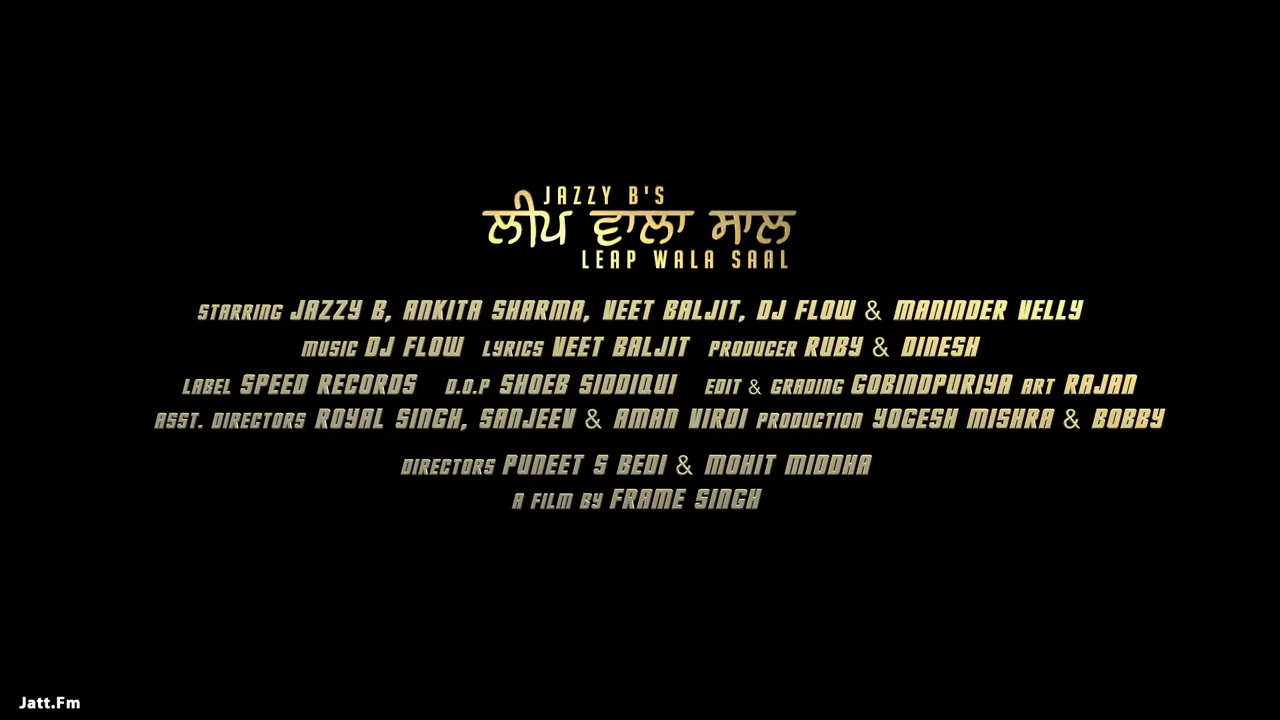 JAZZY B'S
ਲੀਪ ਵਾਲਾ ਸਾਲ
LEAP WALA SAAL
STARRING JAZZY B, ANKITA SHARMA, VEET BALJIT, DJ FLOW & MANINDER VELLY
MUSIC DJ FLOW LYRICS VEET BALJIT PRODUCER RUBY & DINESH
LABEL SPEED RECORDS D.O.P SHOEB SIDDIQUI EDIT & GRADING GOBINDPURIYA ART RAJAN
ASST. DIRECTORS ROYAL SINGH, SANJEEV & AMAN VIRDI PRODUCTION YOGESH MISHRA & BOBBY
DIRECTORS PUNEET S BEDI & MOHIT MIDDHA
A FILM BY FRAME SINGH
Jatt.Fm